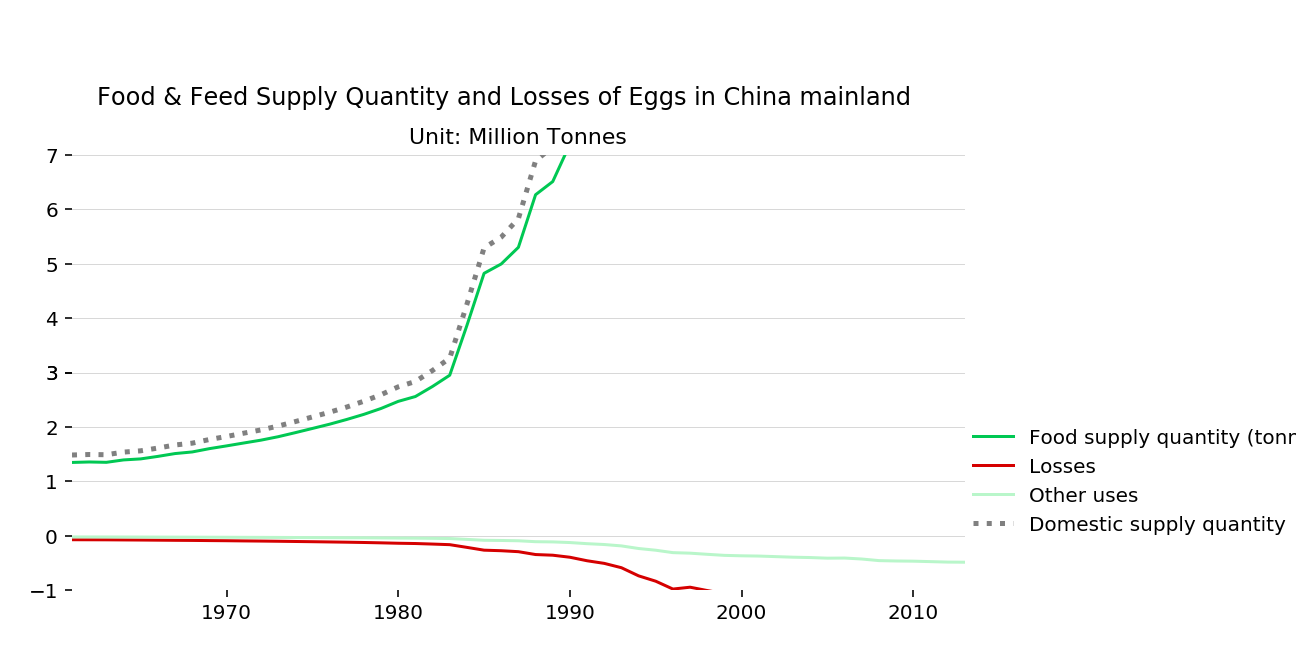 Food & Feed Supply Quantity and Losses of Eggs in China mainland
Unit: Million Tonnes
7
6
5
4
3
2
1
0
−1
1970 1980 1990 2000 2010
Food supply quantity (tonr
Losses
Other uses
Domestic supply quantity